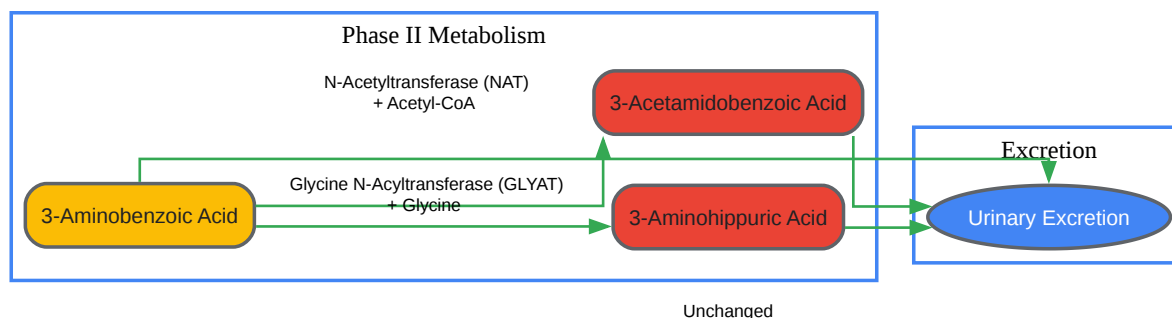 Phase II Metabolism
N-Acetyltransferase (NAT)
+ Acetyl-CoA
3-Acetamidobenzoic Acid
Excretion
Glycine N-Acyltransferase (GLYAT)
+ Glycine
3-Aminobenzoic Acid
3-Aminohippuric Acid
Urinary Excretion
Unchanged